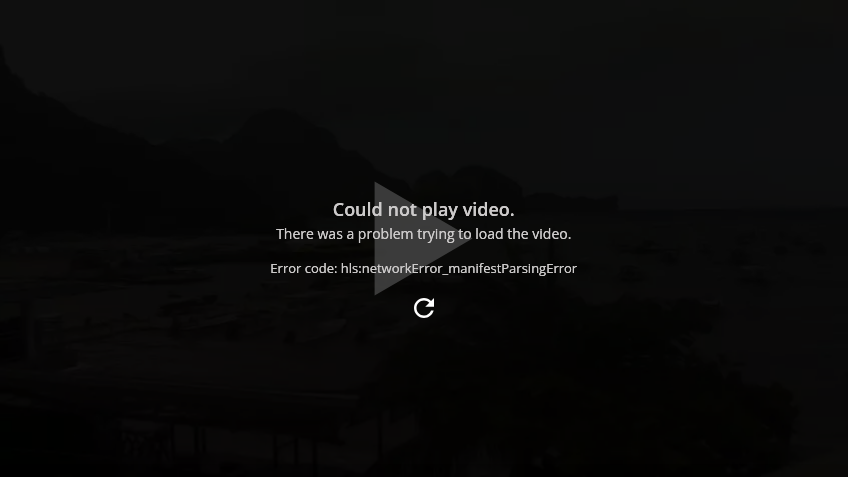 Could not play video.
There was a problem trying to load the video.
Error code: hls:networkError_manifestParsingError